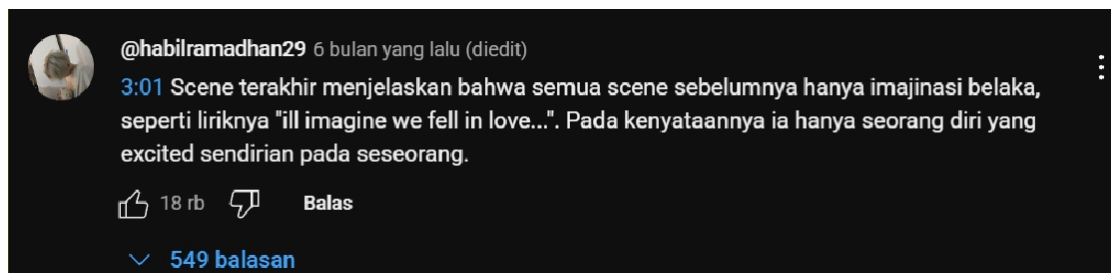 @habilramadhan29 6 bulan yang lalu (diedit)
3:01 Scene terakhir menjelaskan bahwa semua scene sebelumnya hanya imajinasi belaka,
seperti liriknya "ill imagine we fell in love...". Pada kenyataannya ia hanya seorang diri yang
excited sendirian pada seseorang.
18 rb Balas
549 balasan